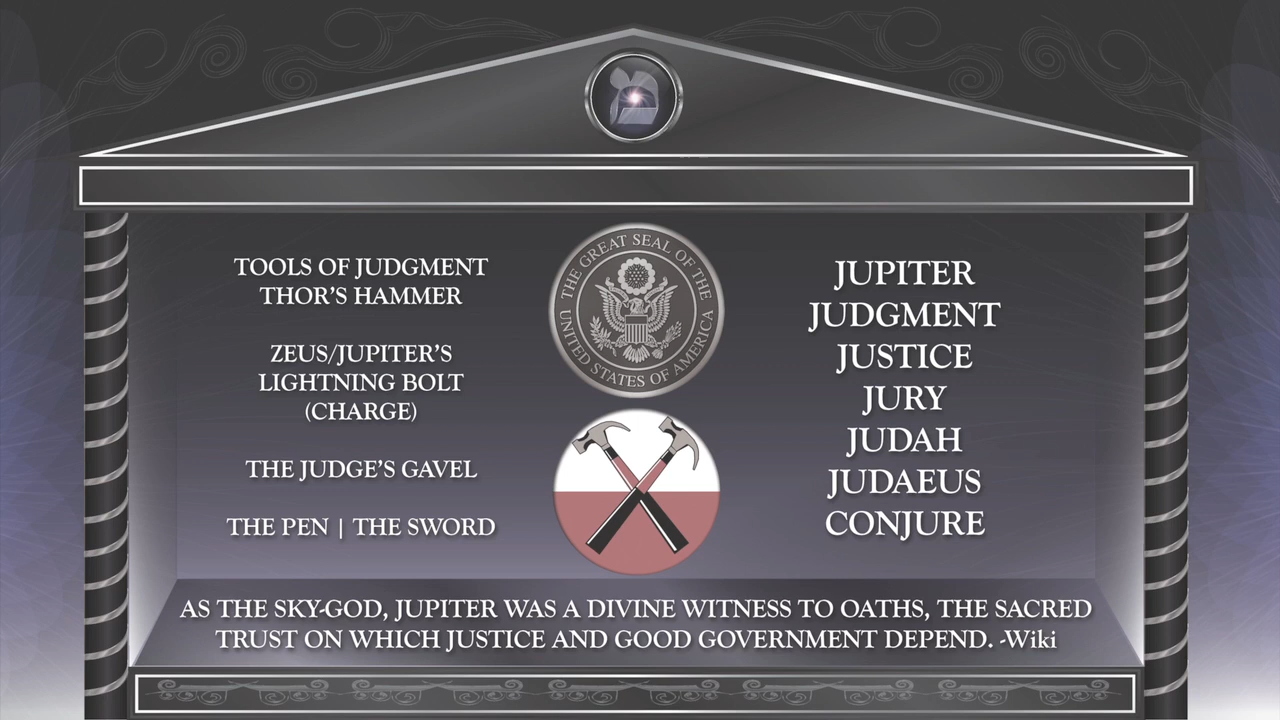 TOOLS OF JUDGMENT
THOR'S HAMMER
ZEUS/JUPITER'S
LIGHTNING BOLT
(CHARGE)
THE JUDGE'S GAVEL
THE PEN | THE SWORD
THE GREAT SEAL OF THE
UNITED STATES OF AMERICA
JUPITER
JUDGMENT
JUSTICE
JURY
JUDAH
JUDAEUS
CONJURE
AS THE SKY-GOD, JUPITER WAS A DIVINE WITNESS TO OATHS, THE SACRED
TRUST ON WHICH JUSTICE AND GOOD GOVERNMENT DEPEND. -Wiki